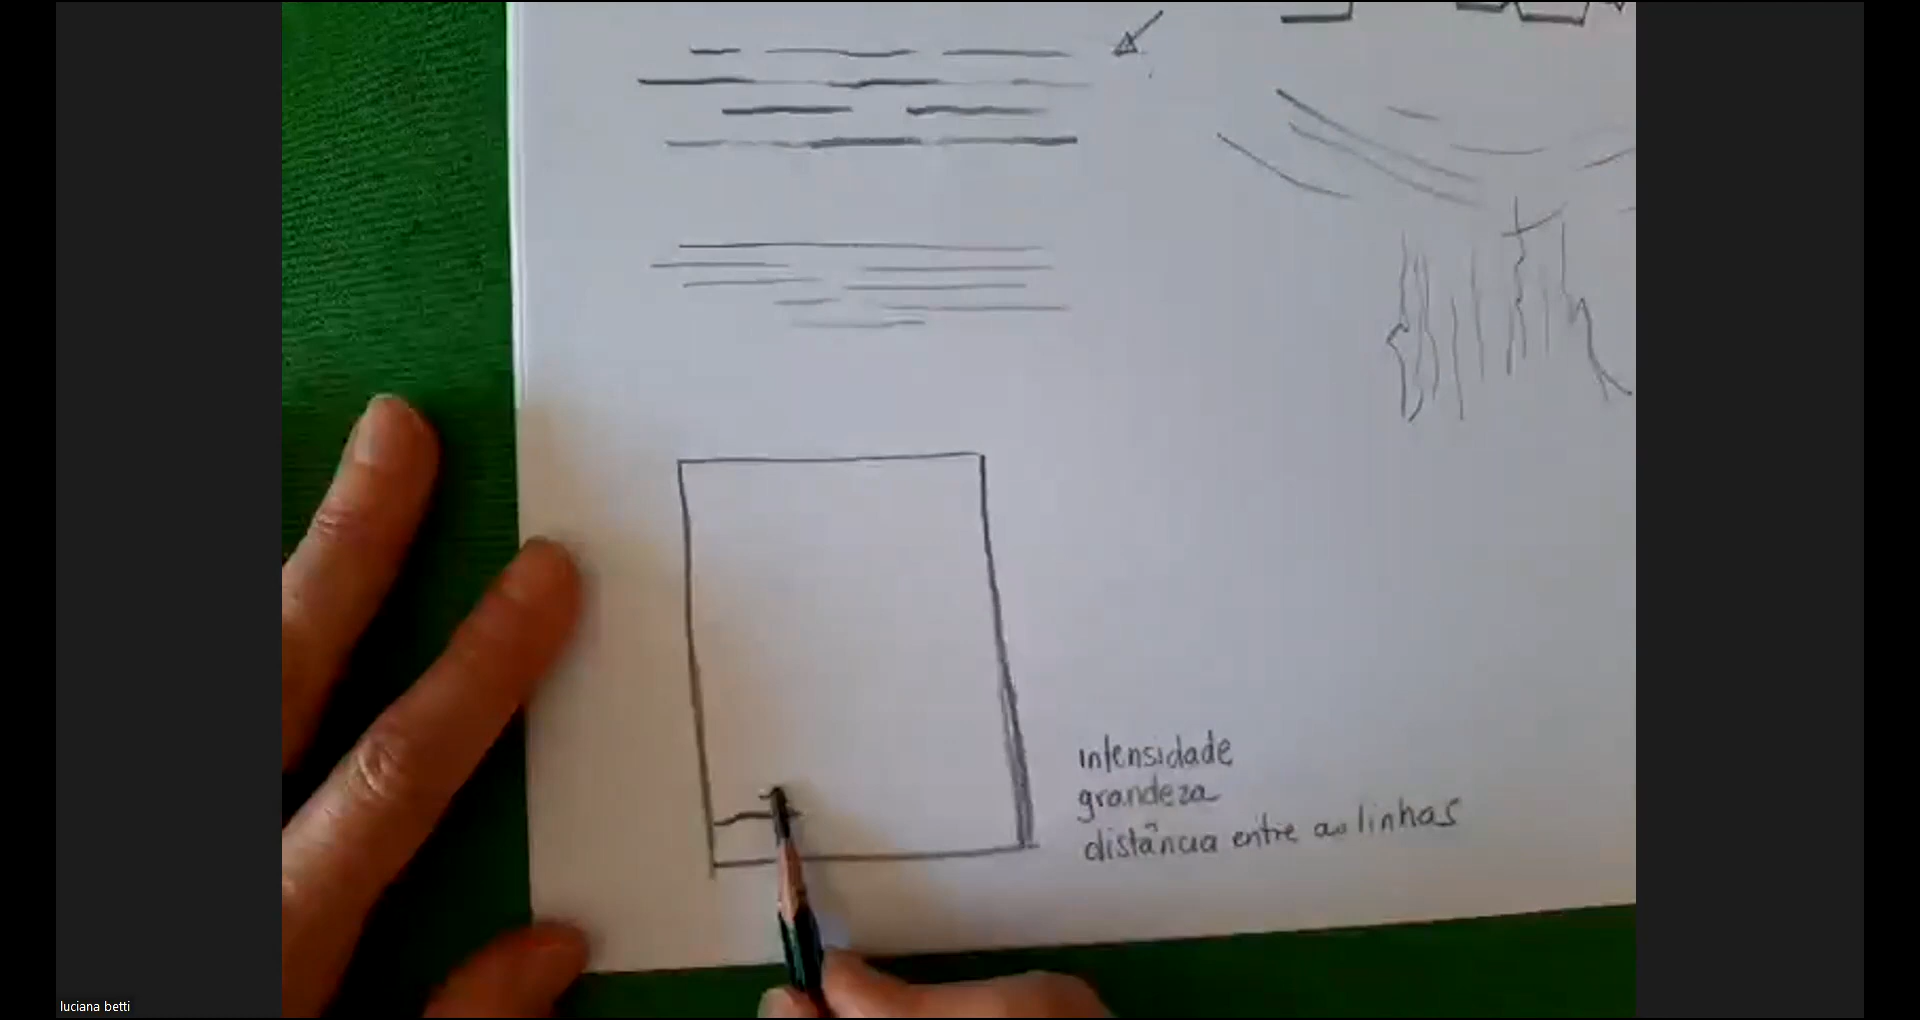 intensidade
grandeza
distância entre as linhas
luciana betti